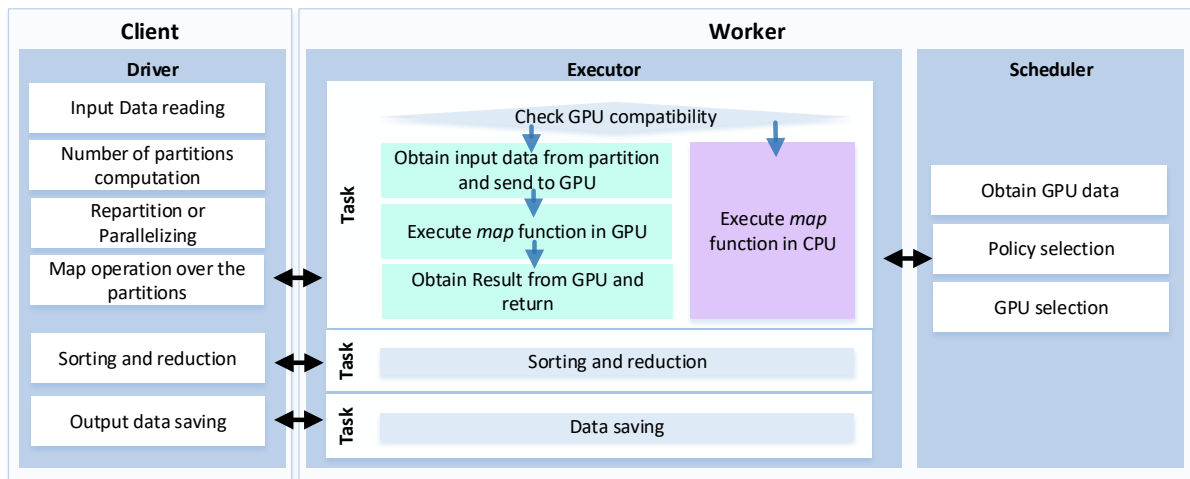 Client
Driver
Input Data reading
Number of partitions
computation
Repartition or
Parallelizing
Map operation over the
partitions
Sorting and reduction
Output data saving
Worker
Executor
Task
Check GPU compatibility
Obtain input data from partition
and send to GPU
Execute map function in GPU
Obtain Result from GPU and
return
Execute map
function in CPU
Task
Sorting and reduction
Task
Data saving
Scheduler
Obtain GPU data
Policy selection
GPU selection